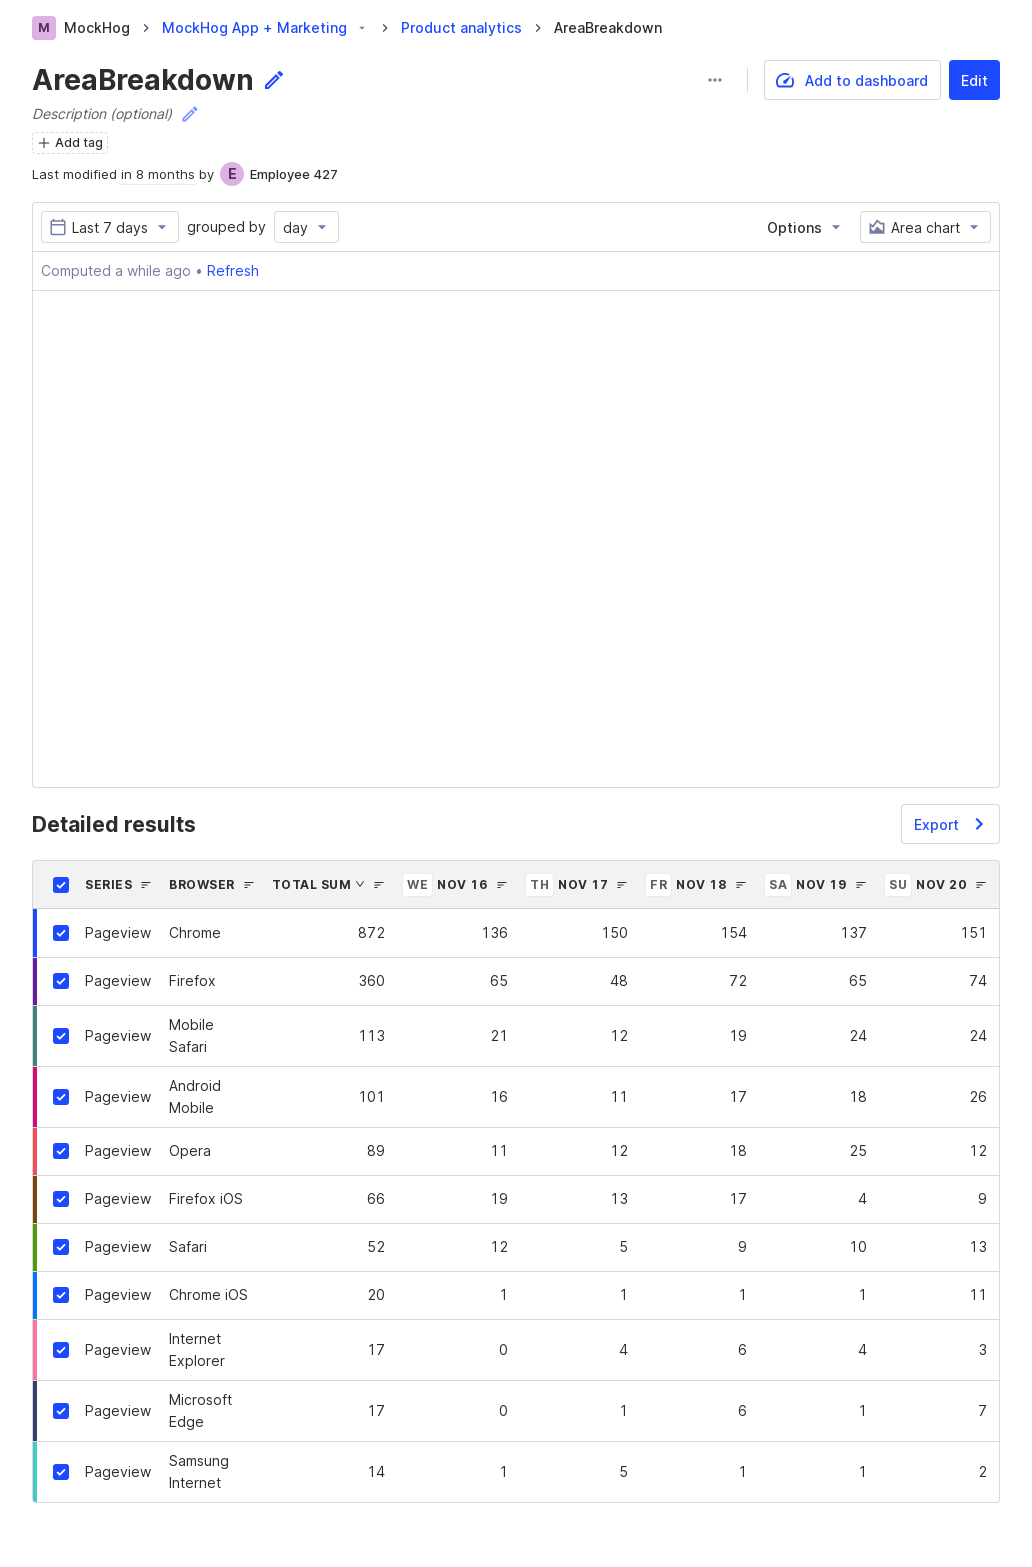 M MockHog MockHog App + Marketing Product analytics AreaBreakdown
AreaBreakdown Add to dashboard Edit
Description (optional)
Add tag
Last modified in 8 months by E Employee 427
Last 7 days grouped by day Options Area chart
Computed a while ago • Refresh
Detailed results Export
SERIES BROWSER TOTAL SUM WE NOV 16 TH NOV 17 FR NOV 18 SA NOV 19 SU NOV 20
Pageview Chrome 872 136 150 154 137 151
Pageview Firefox 360 65 48 72 65 74
Pageview Mobile Safari 113 21 12 19 24 24
Pageview Android Mobile 101 16 11 17 18 26
Pageview Opera 89 11 12 18 25 12
Pageview Firefox iOS 66 19 13 17 4 9
Pageview Safari 52 12 5 9 10 13
Pageview Chrome iOS 20 1 1 1 1 11
Pageview Internet Explorer 17 0 4 6 4 3
Pageview Microsoft Edge 17 0 1 6 1 7
Pageview Samsung Internet 14 1 5 1 1 2